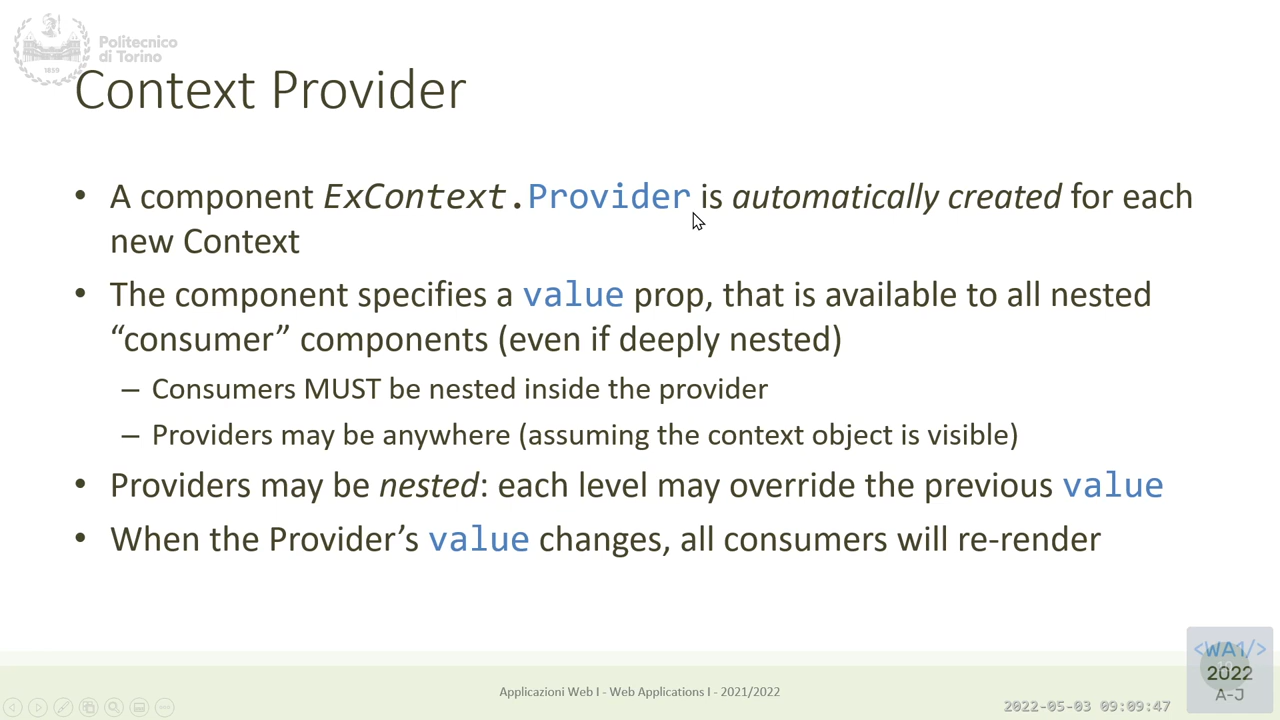 Politecnico
di Torino
1859
Context Provider
• A component ExContext.Provider is automatically created for each
new Context
• The component specifies a value prop, that is available to all nested
“consumer” components (even if deeply nested)
– Consumers MUST be nested inside the provider
– Providers may be anywhere (assuming the context object is visible)
• Providers may be nested: each level may override the previous value
• When the Provider’s value changes, all consumers will re-render
Applicazioni Web I - Web Applications I - 2021/2022
2022-05-03 09:09:47
<WA1/>
2022
A-J